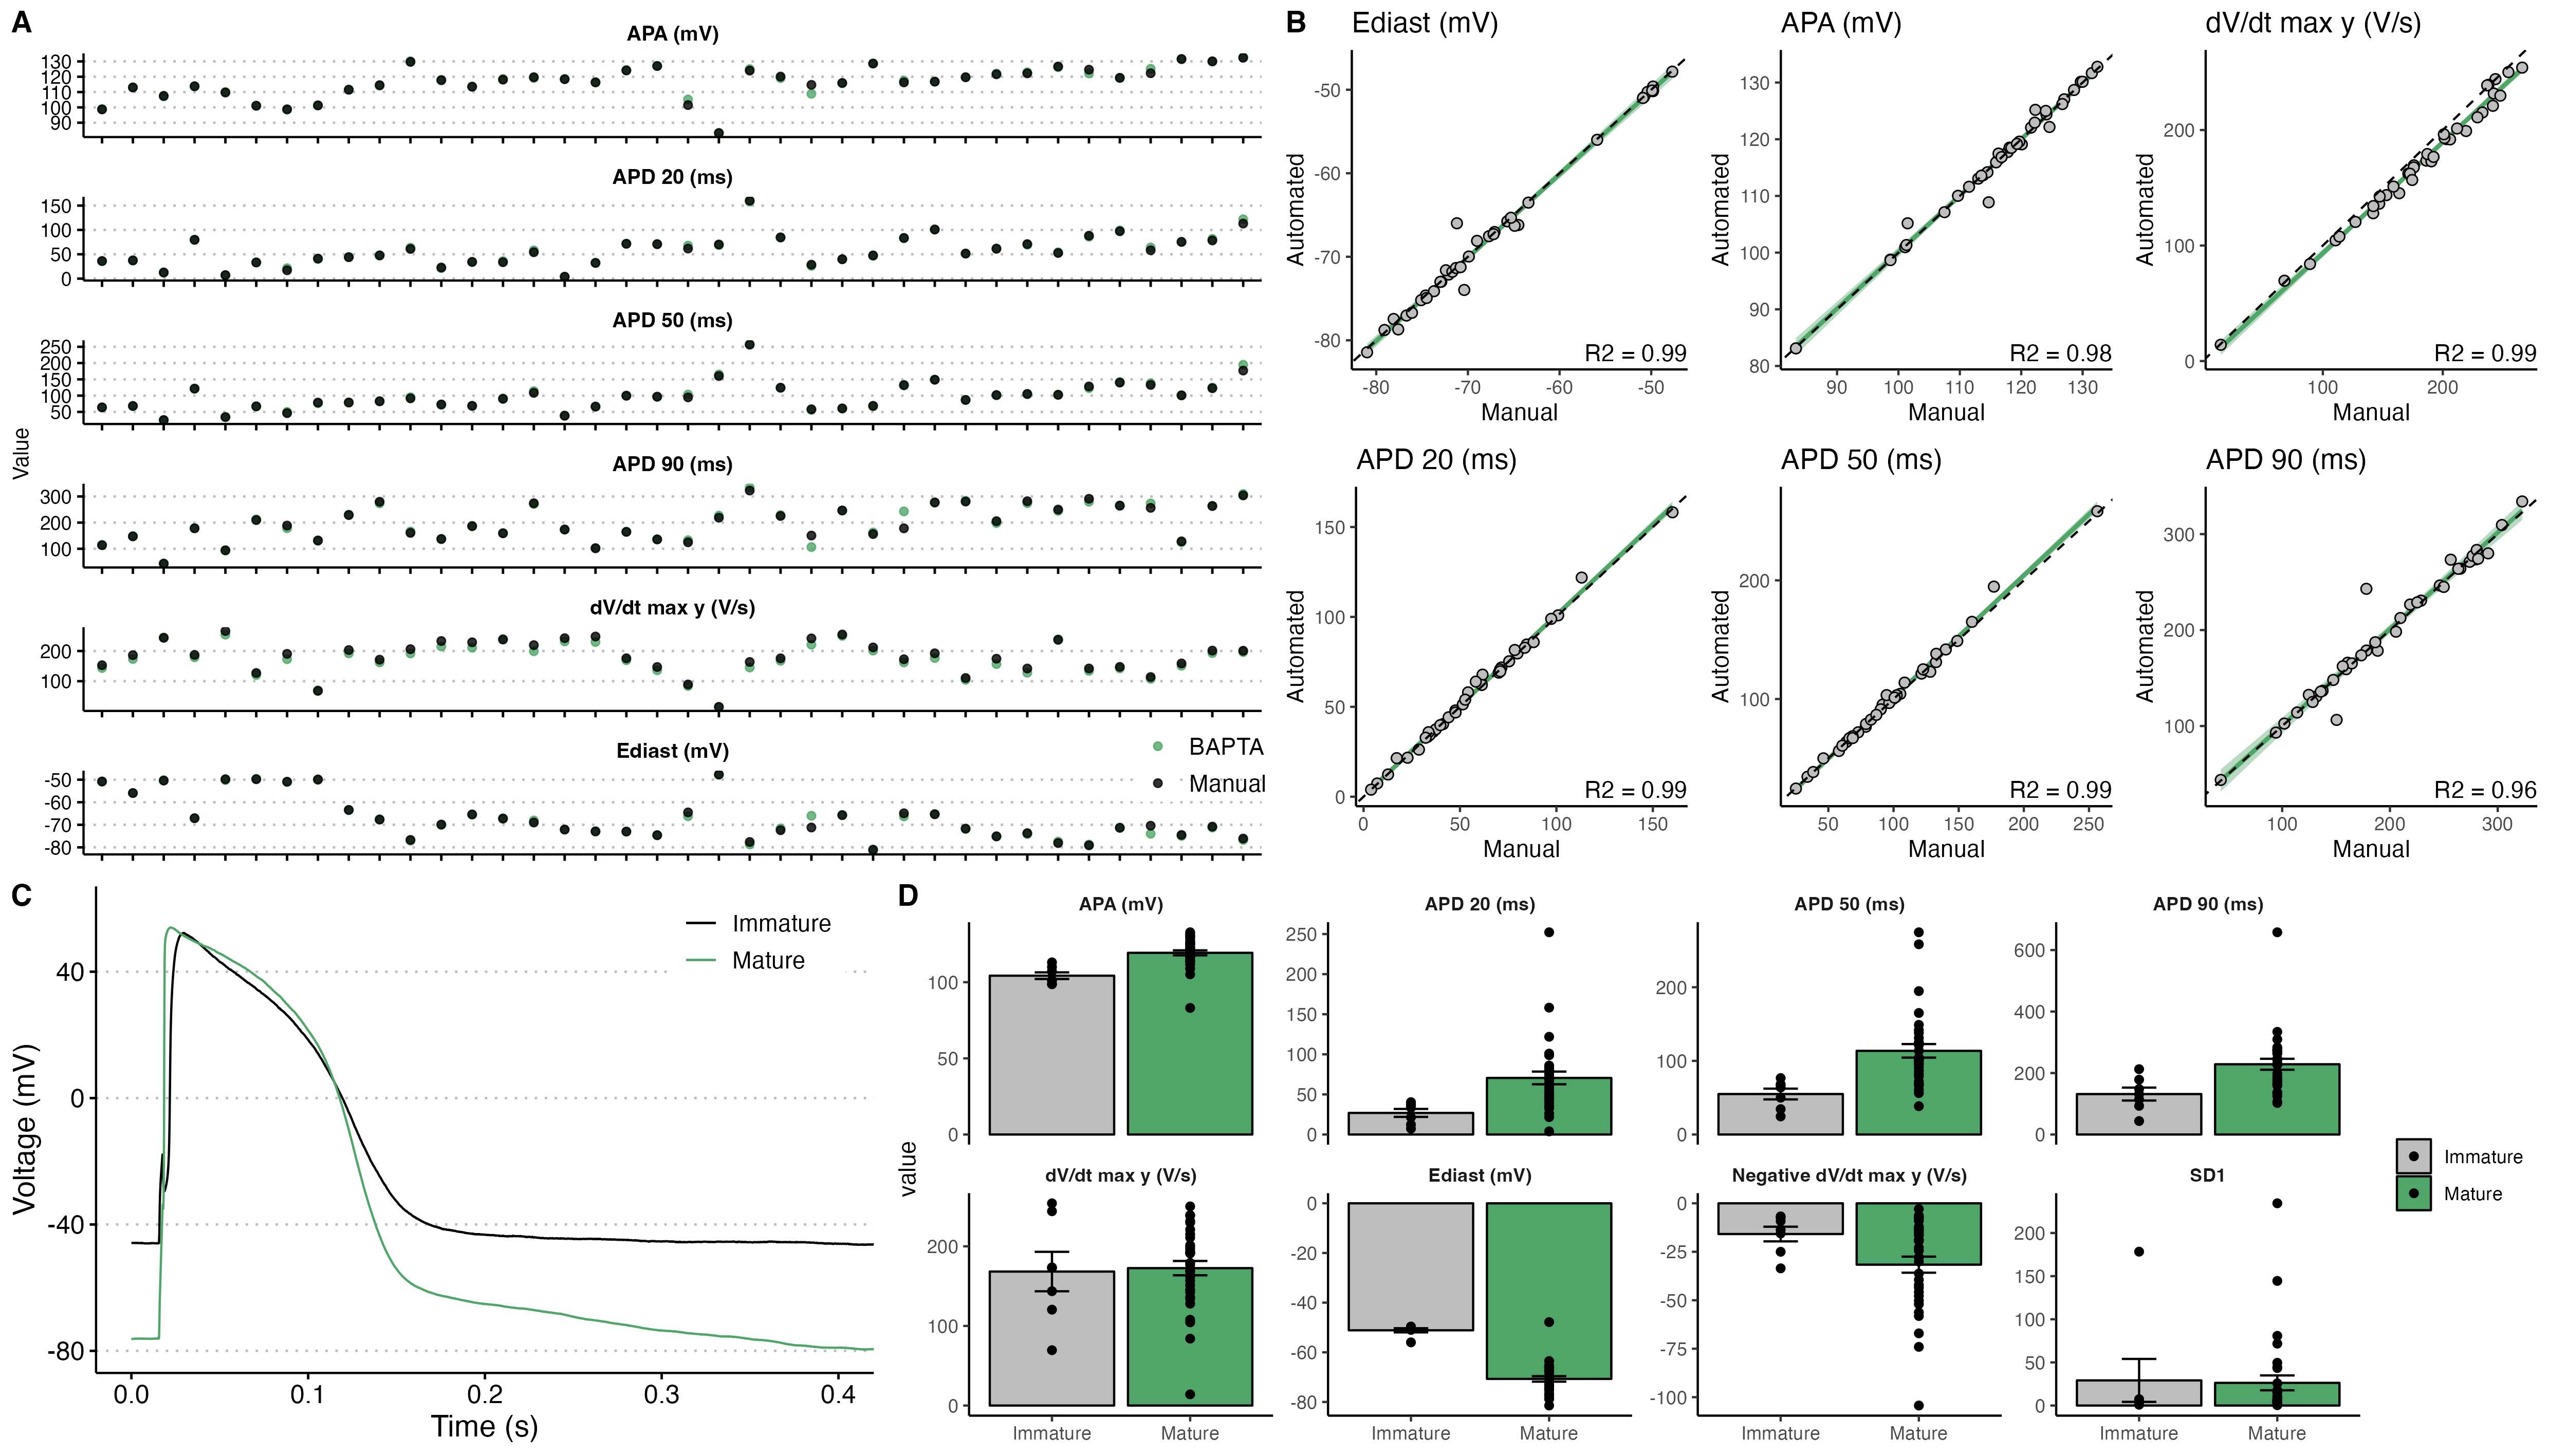 A
APA (mV)
130
120
110
100
90
APD 20 (ms)
150
100
50
0
APD 50 (ms)
250
200
150
100
50
Value
APD 90 (ms)
300
200
100
dV/dt max y (V/s)
200
100
Ediast (mV)
-50
-60
-70
-80
BAPTA
Manual
B
Ediast (mV)
-50
-60
-70
-80
Automated
R2 = 0.99
-80 -70 -60 -50
Manual
APA (mV)
130
120
110
100
90
80
Automated
R2 = 0.98
90 100 110 120 130
Manual
dV/dt max y (V/s)
200
100
0
Automated
R2 = 0.99
100 200
Manual
APD 20 (ms)
150
100
50
0
Automated
R2 = 0.99
0 50 100 150
Manual
APD 50 (ms)
200
100
Automated
R2 = 0.99
50 100 150 200 250
Manual
APD 90 (ms)
300
200
100
Automated
R2 = 0.96
100 200 300
Manual
C
Immature
Mature
40
0
-40
-80
Voltage (mV)
0.0 0.1 0.2 0.3 0.4
Time (s)
D
value
APA (mV)
100
50
0
APD 20 (ms)
250
200
150
100
50
0
APD 50 (ms)
200
100
0
APD 90 (ms)
600
400
200
0
dV/dt max y (V/s)
200
100
0
Immature Mature
Ediast (mV)
0
-20
-40
-60
-80
Immature Mature
Negative dV/dt max y (V/s)
0
-25
-50
-75
-100
Immature Mature
SD1
200
150
100
50
0
Immature Mature
Immature
Mature